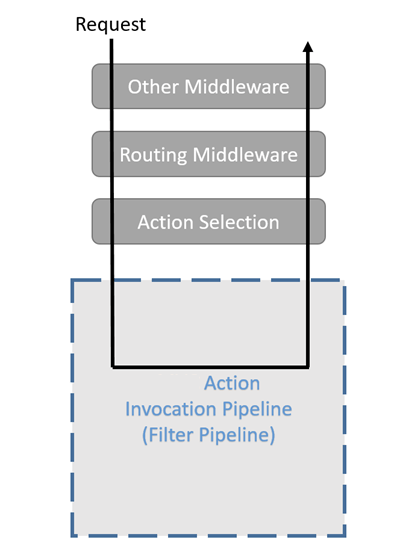 Request
Other Middleware
Routing Middleware
Action Selection
Action
Invocation Pipeline
(Filter Pipeline)